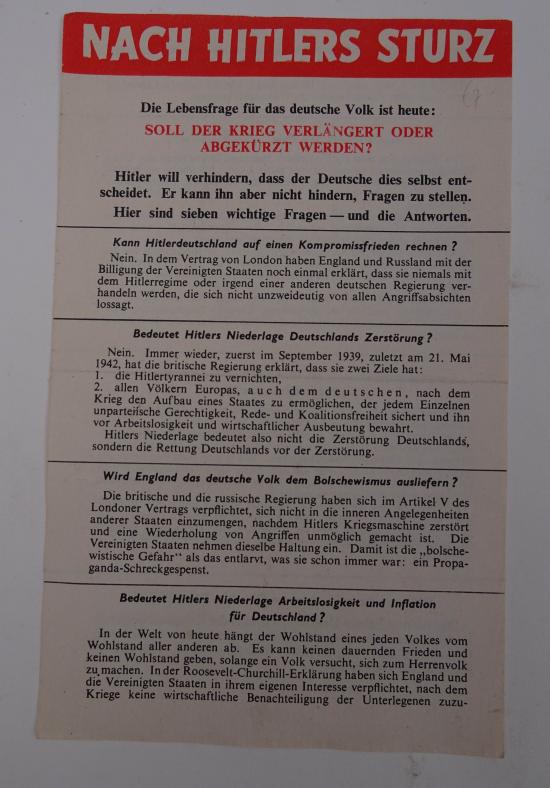 NACH HITLERS STURZ
Die Lebensfrage für das deutsche Volk ist heute:
SOLL DER KRIEG VERLÄNGERT ODER
ABGEKÜRZT WERDEN?
Hitler will verhindern, dass der Deutsche dies selbst ent-
scheidet. Er kann ihn aber nicht hindern, Fragen zu stellen.
Hier sind sieben wichtige Fragen — und die Antworten.
Kann Hitlerdeutschland auf einen Kompromissfrieden rechnen?
Nein. In dem Vertrag von London haben England und Russland mit der
Billigung der Vereinigten Staaten noch einmal erklärt, dass sie niemals mit
dem Hitlerregime oder irgend einer anderen deutschen Regierung ver-
handeln werden, die sich nicht unzweideutig von allen Angriffsabsichten
lossagt.
Bedeutet Hitlers Niederlage Deutschlands Zerstörung?
Nein. Immer wieder, zuerst im September 1939, zuletzt am 21. Mai
1942, hat die britische Regierung erklärt, dass sie zwei Ziele hat:
1. die Hitlertyrannei zu vernichten,
2. allen Völkern Europas, auch dem deutschen, nach dem
Krieg den Aufbau eines Staates zu ermöglichen, der jedem Einzelnen
unparteiische Gerechtigkeit, Rede- und Koalitionsfreiheit sichert und ihn
vor Arbeitslosigkeit und wirtschaftlicher Ausbeutung bewahrt.
Hitlers Niederlage bedeutet also nicht die Zerstörung Deutschlands,
sondern die Rettung Deutschlands vor der Zerstörung.
Wird England das deutsche Volk dem Bolschewismus ausliefern?
Die britische und die russische Regierung haben sich im Artikel V des
Londoner Vertrags verpflichtet, sich nicht in die inneren Angelegenheiten
anderer Staaten einzumengen, nachdem Hitlers Kriegsmaschine zerstört
und eine Wiederholung von Angriffen unmöglich gemacht ist. Die
Vereinigten Staaten nehmen dieselbe Haltung ein. Damit ist die „bolsche-
wistische Gefahr" als das entlarvt, was sie schon immer war: ein Propa-
ganda-Schreckgespenst.
Bedeutet Hitlers Niederlage Arbeitslosigkeit und Inflation
für Deutschland?
In der Welt von heute hängt der Wohlstand eines jeden Volkes vom
Wohlstand aller anderen ab. Es kann keinen dauernden Frieden und
keinen Wohlstand geben, solange ein Volk versucht, sich zum Herrenvolk
zu machen. In der Roosevelt-Churchill-Erklärung haben sich England und
die Vereinigten Staaten in ihrem eigenen Interesse verpflichtet, nach dem
Kriege keine wirtschaftliche Benachteiligung der Unterlegenen zuzu-